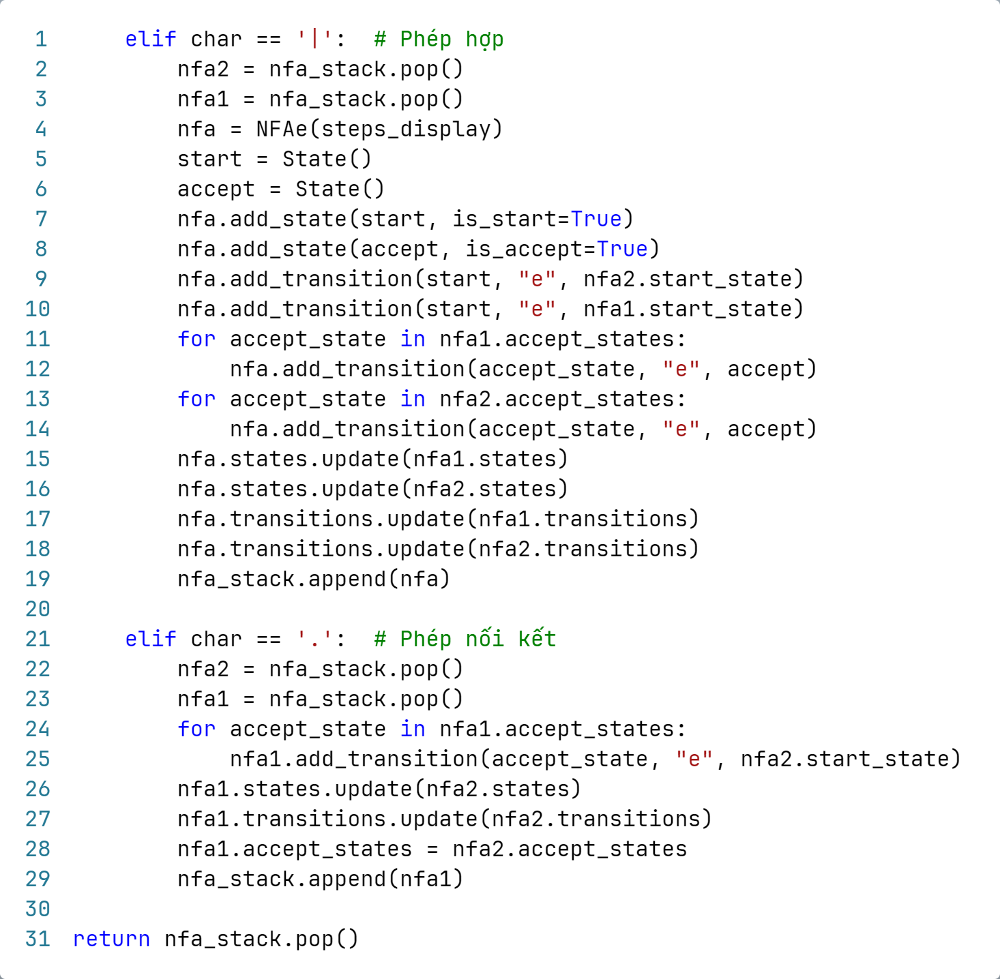 1     elif char == '|':  # Phép hợp
2         nfa2 = nfa_stack.pop()
3         nfa1 = nfa_stack.pop()
4         nfa = NFAe(steps_display)
5         start = State()
6         accept = State()
7         nfa.add_state(start, is_start=True)
8         nfa.add_state(accept, is_accept=True)
9         nfa.add_transition(start, "e", nfa2.start_state)
10         nfa.add_transition(start, "e", nfa1.start_state)
11         for accept_state in nfa1.accept_states:
12             nfa.add_transition(accept_state, "e", accept)
13         for accept_state in nfa2.accept_states:
14             nfa.add_transition(accept_state, "e", accept)
15         nfa.states.update(nfa1.states)
16         nfa.states.update(nfa2.states)
17         nfa.transitions.update(nfa1.transitions)
18         nfa.transitions.update(nfa2.transitions)
19         nfa_stack.append(nfa)
20
21     elif char == '.':  # Phép nối kết
22         nfa2 = nfa_stack.pop()
23         nfa1 = nfa_stack.pop()
24         for accept_state in nfa1.accept_states:
25             nfa1.add_transition(accept_state, "e", nfa2.start_state)
26         nfa1.states.update(nfa2.states)
27         nfa1.transitions.update(nfa2.transitions)
28         nfa1.accept_states = nfa2.accept_states
29         nfa_stack.append(nfa1)
30
31 return nfa_stack.pop()